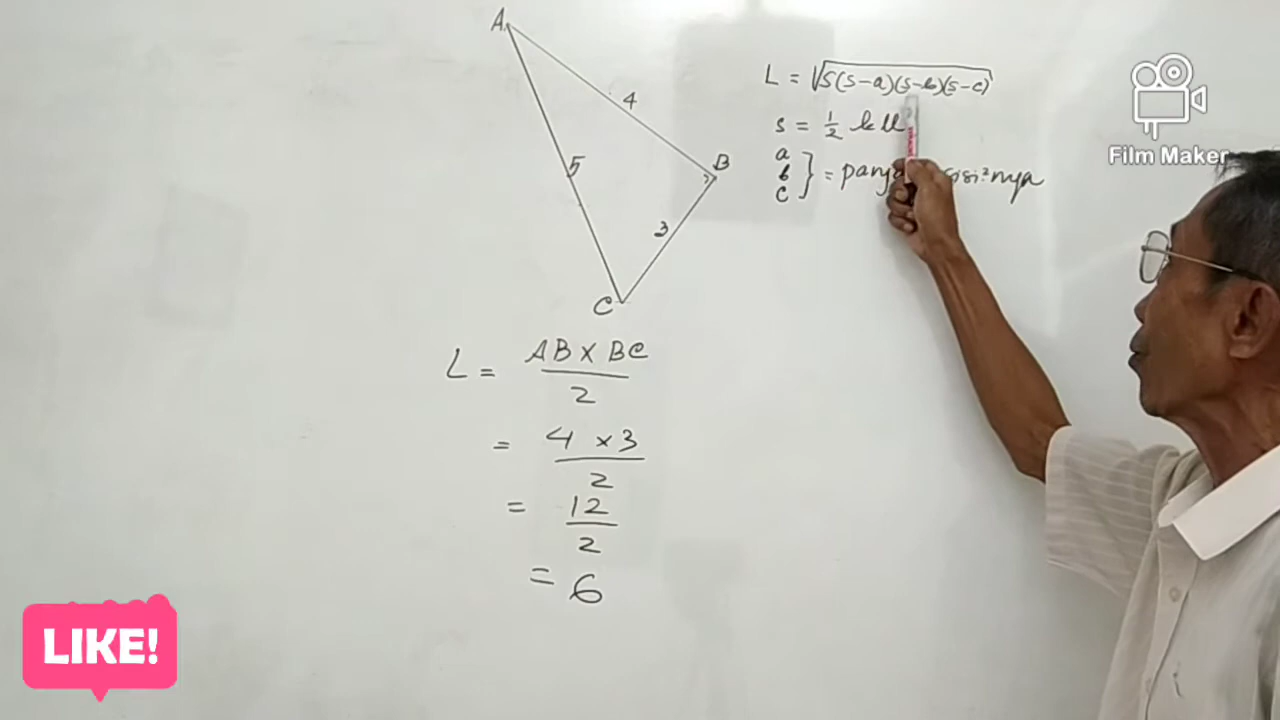 A
4
B
5
3
C
L = AB x BC
2
= 4 x 3
2
= 12
2
= 6
L = √s(s-a)(s-b)(s-c)
s = 1/2 kll
a
b } = sisi²nya
c
Film Maker
LIKE!